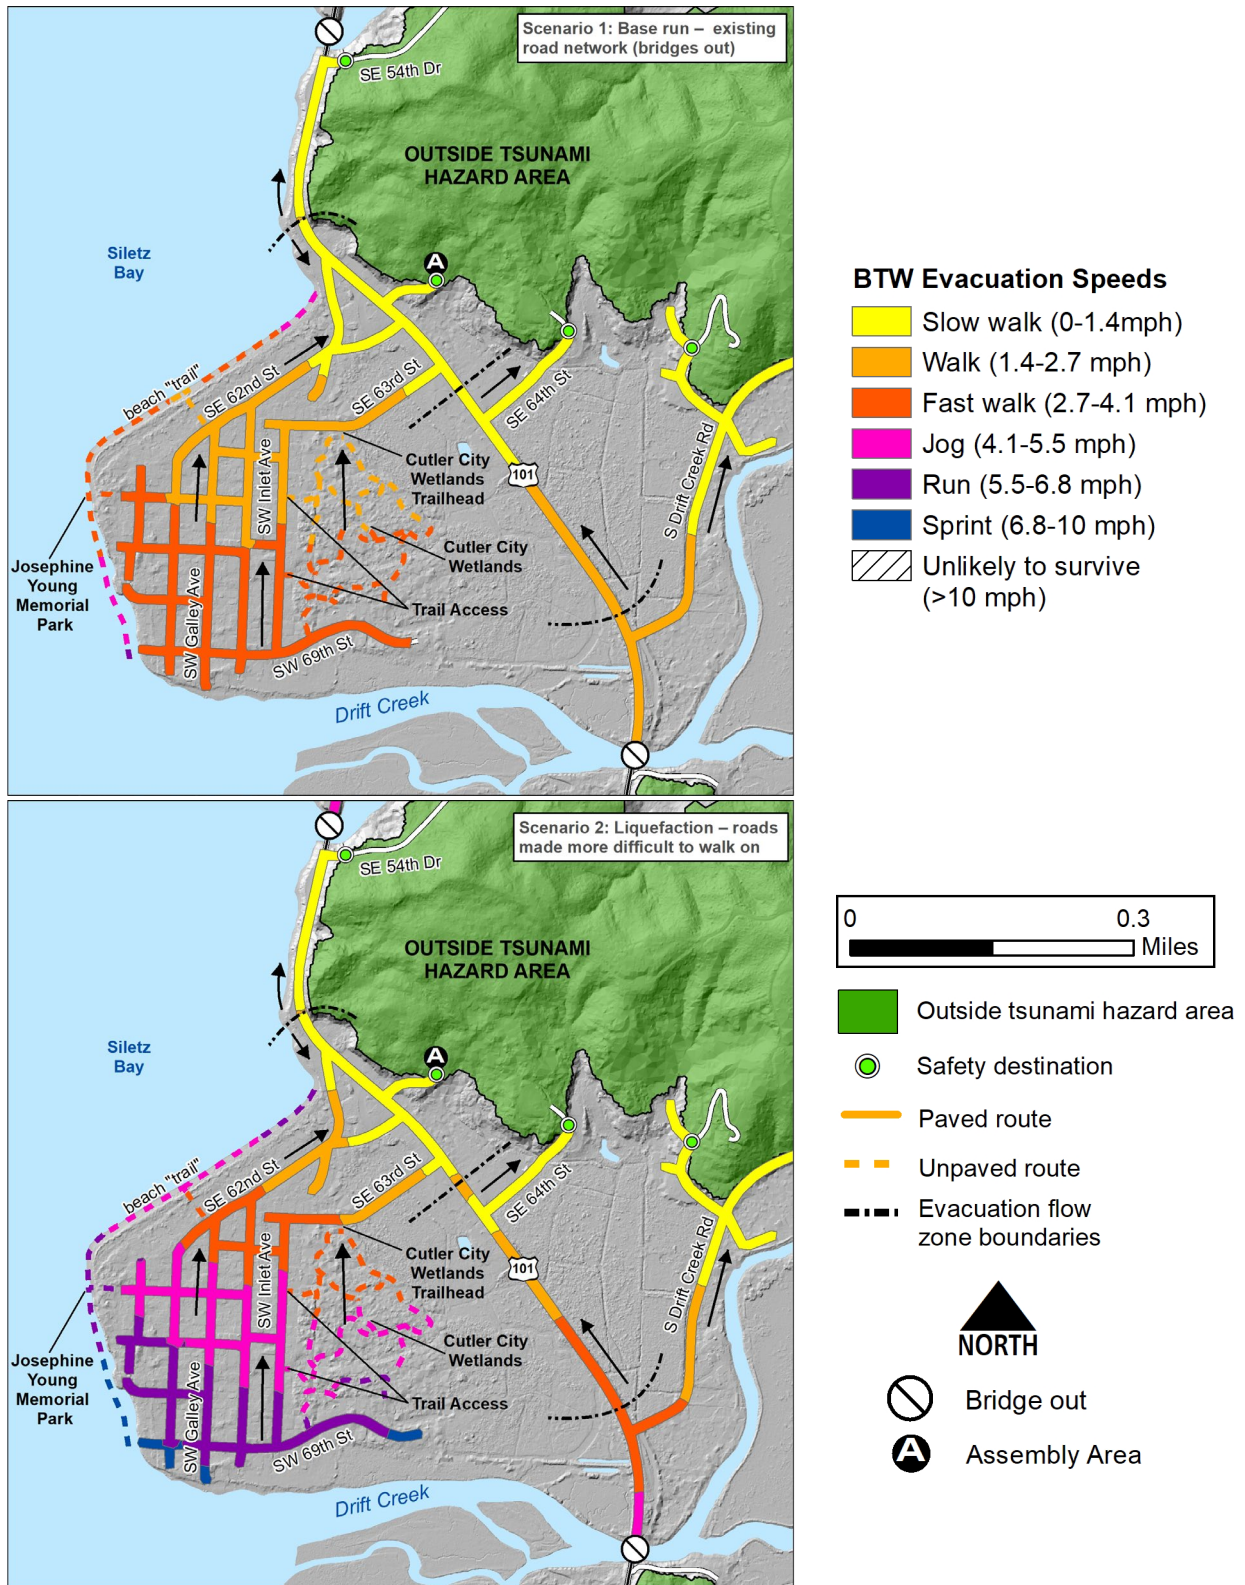 Scenario 1: Base run – existing
road network (bridges out)
SE 54th Dr
OUTSIDE TSUNAMI
HAZARD AREA
Siletz
Bay
A
beach "trail"
SE 62nd St
SE 63rd St
SE 64th St
Cutler City
Wetlands
Trailhead
101
SW Inlet Ave
S Drift Creek Rd
Cutler City
Wetlands
Josephine
Young
Memorial
Park
SW Galley Ave
Trail Access
SW 69th St
Drift Creek
BTW Evacuation Speeds
Slow walk (0-1.4mph)
Walk (1.4-2.7 mph)
Fast walk (2.7-4.1 mph)
Jog (4.1-5.5 mph)
Run (5.5-6.8 mph)
Sprint (6.8-10 mph)
Unlikely to survive
(>10 mph)
Scenario 2: Liquefaction – roads
made more difficult to walk on
SE 54th Dr
OUTSIDE TSUNAMI
HAZARD AREA
Siletz
Bay
A
beach "trail"
SE 62nd St
SE 63rd St
SE 64th St
Cutler City
Wetlands
Trailhead
101
SW Inlet Ave
S Drift Creek Rd
Cutler City
Wetlands
Josephine
Young
Memorial
Park
SW Galley Ave
Trail Access
SW 69th St
Drift Creek
0 0.3
Miles
Outside tsunami hazard area
Safety destination
Paved route
Unpaved route
Evacuation flow
zone boundaries
NORTH
Bridge out
A
Assembly Area